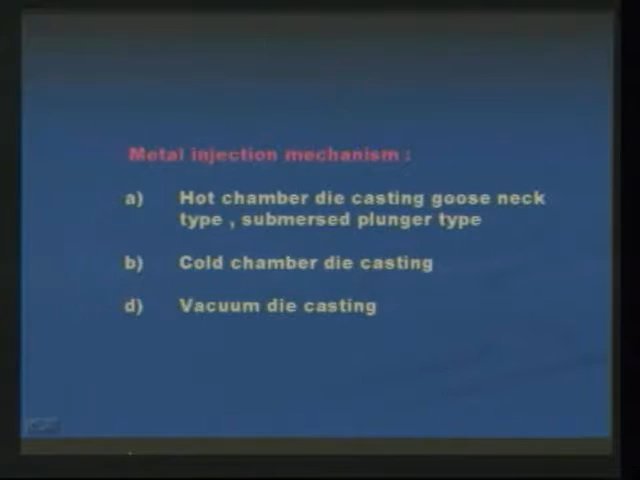 Metal injection mechanism :
a) Hot chamber die casting goose neck
type , submersed plunger type
b) Cold chamber die casting
d) Vacuum die casting